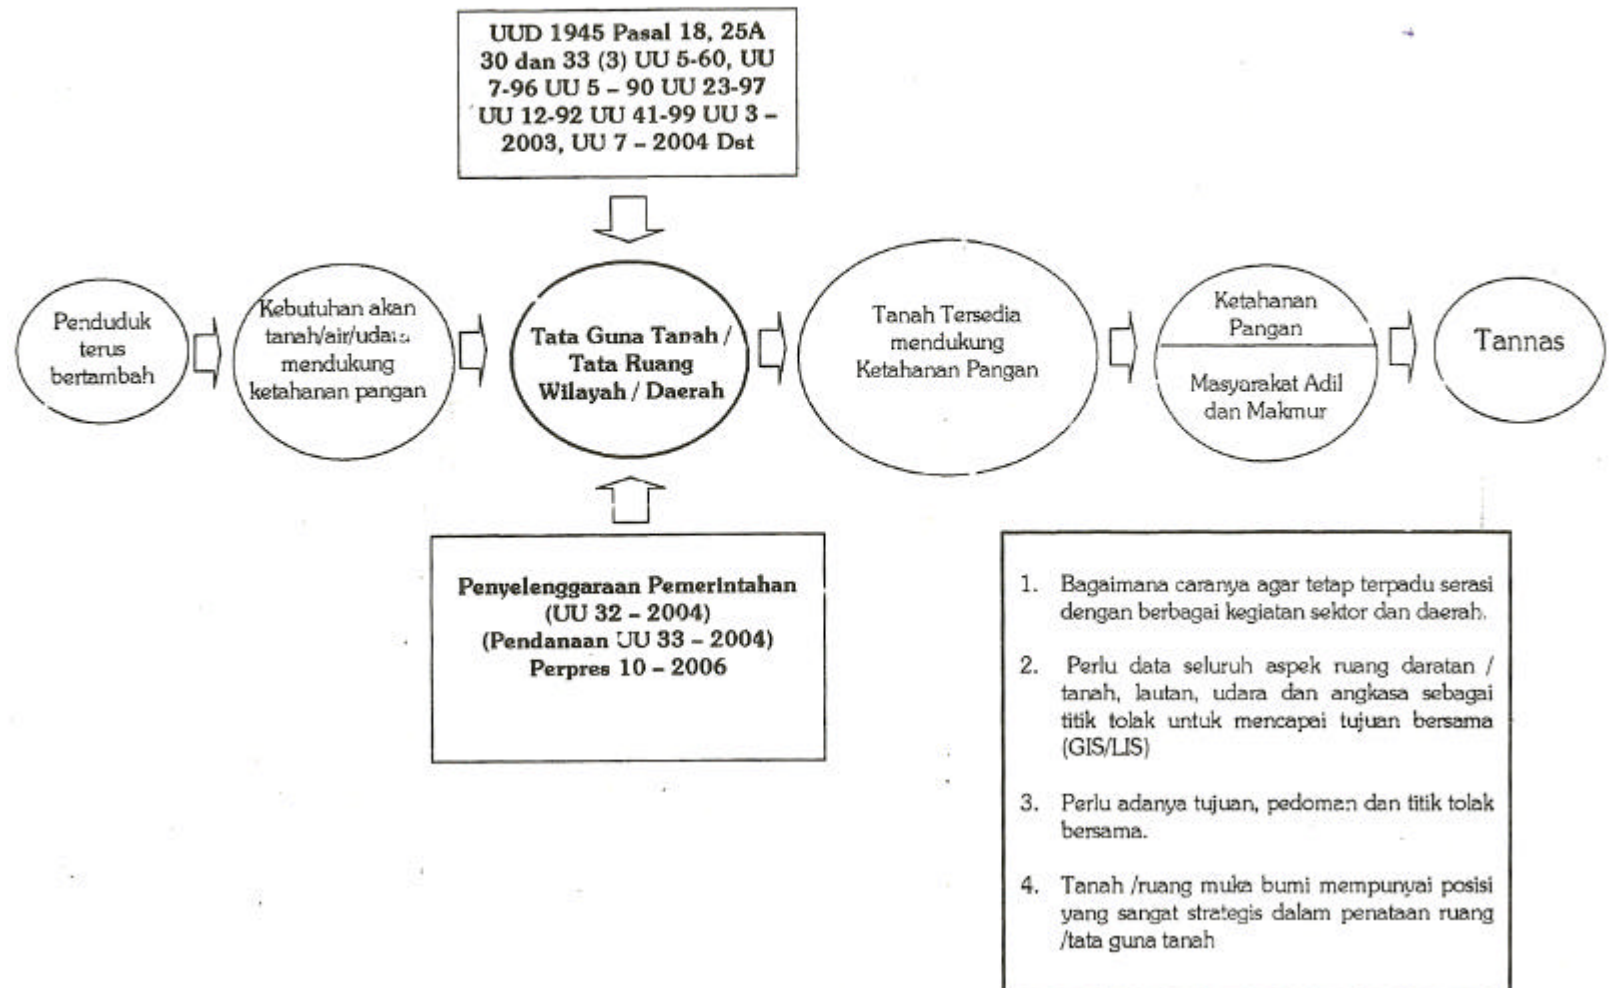 UUD 1945 Pasal 18, 25A
30 dan 33 (3) UU 5-60, UU
7-96 UU 5 – 90 UU 23-97
UU 12-92 UU 41-99 UU 3 –
2003, UU 7 – 2004 Dst
Penduduk
terus
bertambah
Kebutuhan akan
tanah/air/udara
mendukung
ketahanan pangan
Tata Guna Tanah /
Tata Ruang
Wilayah / Daerah
Tanah Tersedia
mendukung
Ketahanan Pangan
Ketahanan
Pangan
Masyarakat Adil
dan Makmur
Tannas
Penyelenggaraan Pemerintahan
(UU 32 – 2004)
(Pendanaan UU 33 – 2004)
Perpres 10 – 2006
1. Bagaimana caranya agar tetap terpadu serasi
dengan berbagai kegiatan sektor dan daerah.
2. Perlu data seluruh aspek ruang daratan /
tanah, lautan, udara dan angkasa sebagai
titik tolak untuk mencapai tujuan bersama
(GIS/LIS)
3. Perlu adanya tujuan, pedoman dan titik tolak
bersama.
4. Tanah /ruang muka bumi mempunyai posisi
yang sangat strategis dalam penataan ruang
/tata guna tanah